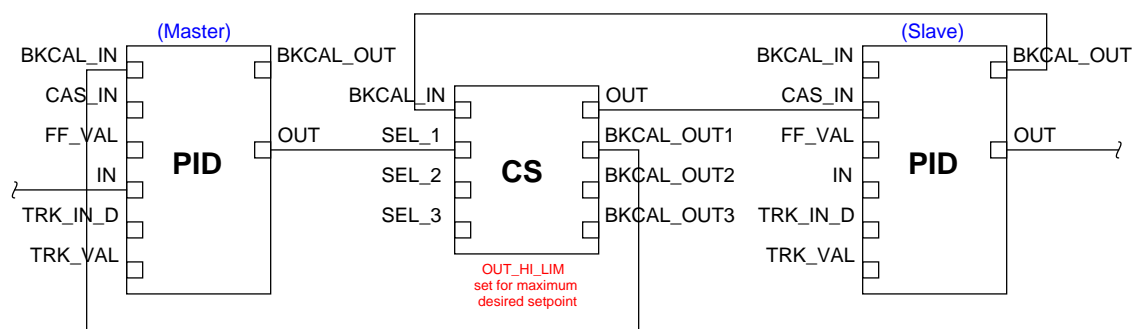 (Master)
BKCAL_IN
CAS_IN
FF_VAL
IN
TRK_IN_D
TRK_VAL
PID
BKCAL_OUT
OUT
BKCAL_IN
SEL_1
SEL_2
SEL_3
CS
OUT
BKCAL_OUT1
BKCAL_OUT2
BKCAL_OUT3
OUT_HI_LIM
set for maximum
desired setpoint
(Slave)
BKCAL_IN
CAS_IN
FF_VAL
IN
TRK_IN_D
TRK_VAL
PID
BKCAL_OUT
OUT